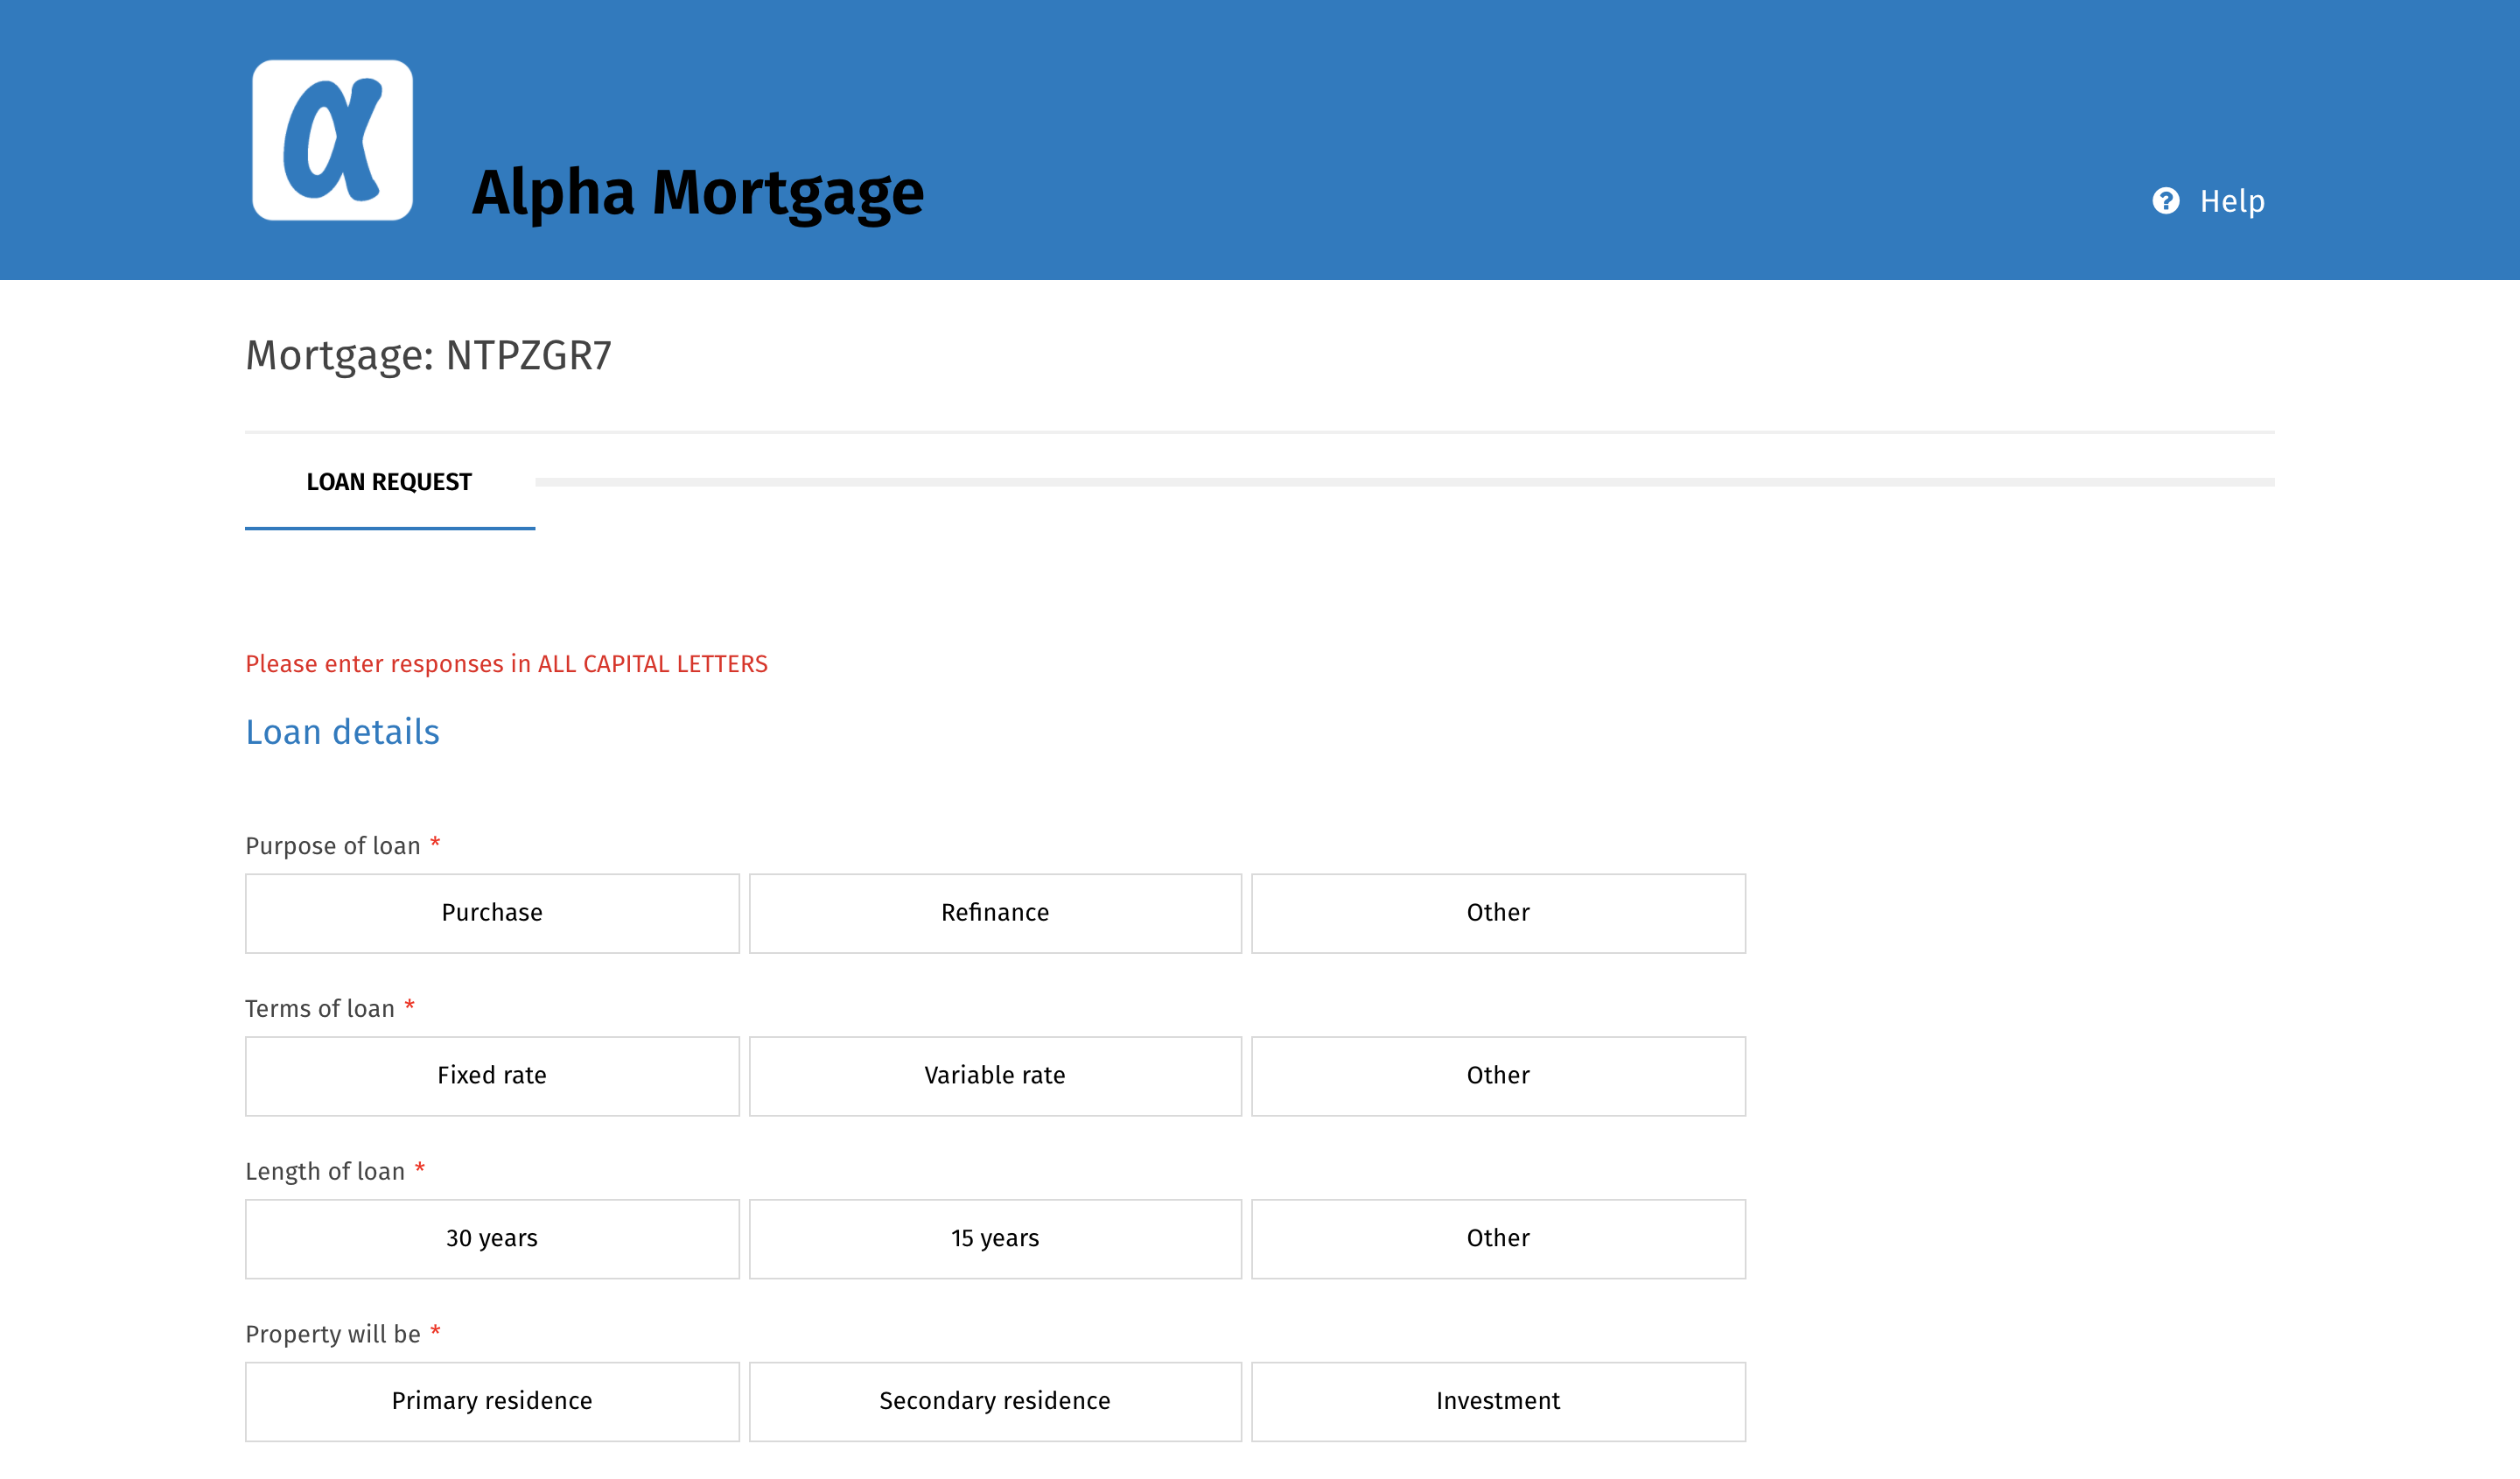 α
Alpha Mortgage
Help
Mortgage: NTPZGR7
LOAN REQUEST
Please enter responses in ALL CAPITAL LETTERS
Loan details
Purpose of loan *
Purchase Refinance Other
Terms of loan *
Fixed rate Variable rate Other
Length of loan *
30 years 15 years Other
Property will be *
Primary residence Secondary residence Investment